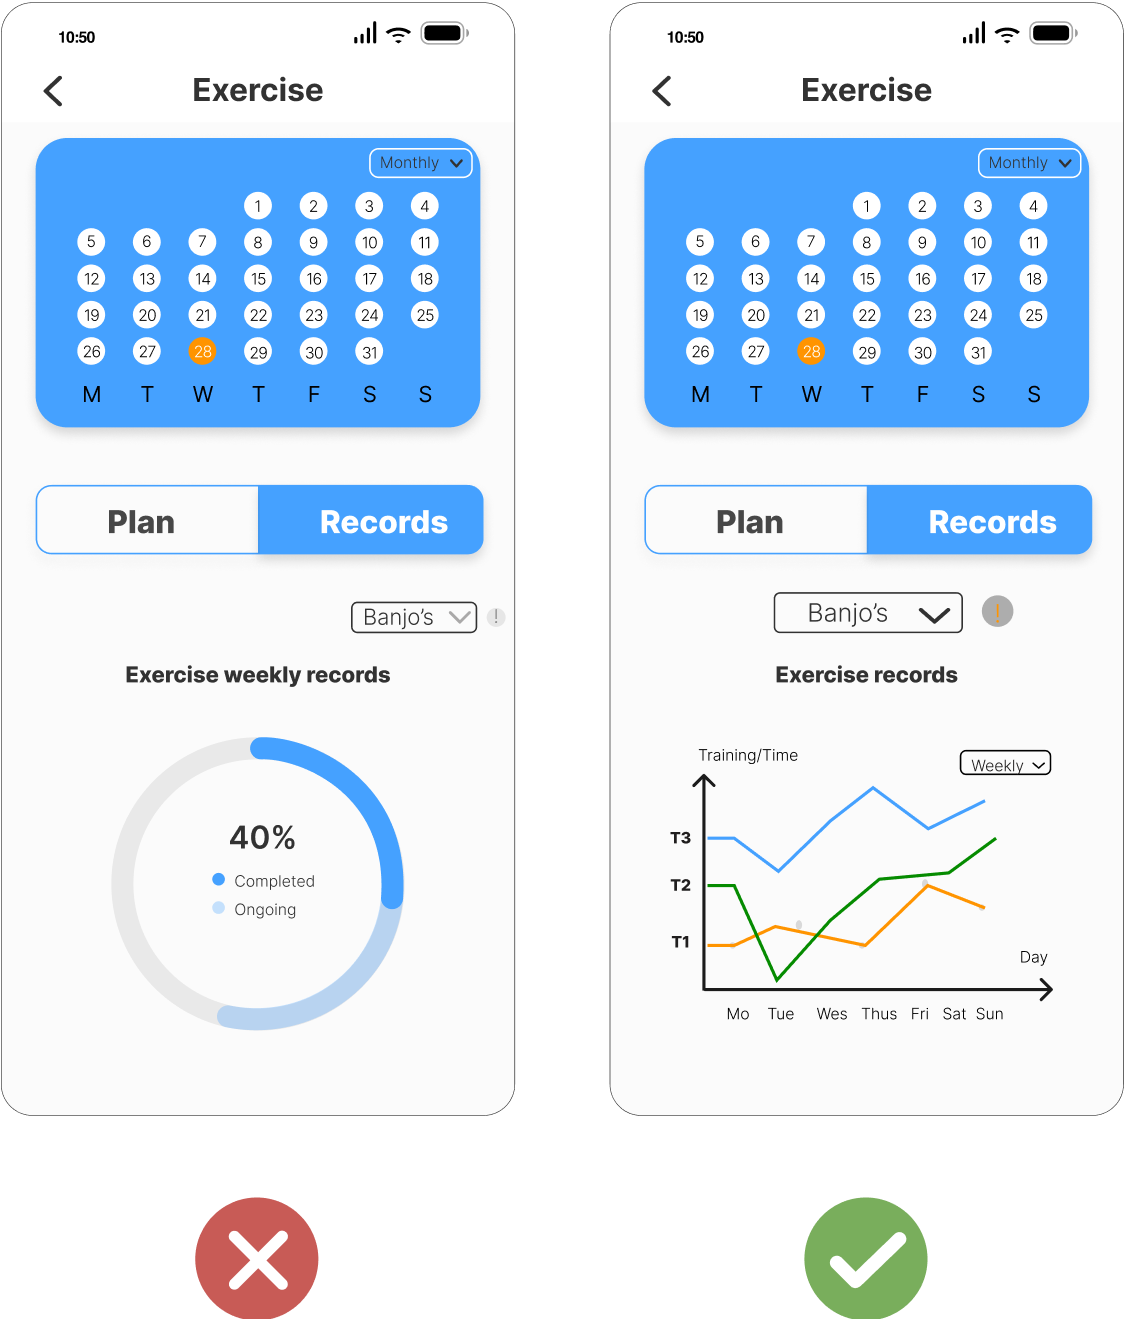 10:50
Exercise
Monthly
1 2 3 4
5 6 7 8 9 10 11
12 13 14 15 16 17 18
19 20 21 22 23 24 25
26 27 28 29 30 31
M T W T F S S
Plan Records
Banjo's !
Exercise weekly records
40%
Completed
Ongoing
10:50
Exercise
Monthly
1 2 3 4
5 6 7 8 9 10 11
12 13 14 15 16 17 18
19 20 21 22 23 24 25
26 27 28 29 30 31
M T W T F S S
Plan Records
Banjo's !
Exercise records
Training/Time
Weekly
T3
T2
T1
Day
Mo Tue Wes Thus Fri Sat Sun